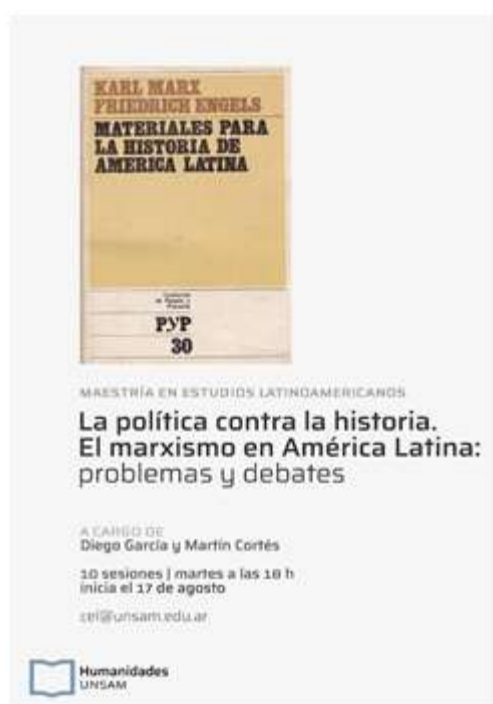 KARL MARX
FRIEDRICH ENGELS
MATERIALES PARA
LA HISTORIA DE
AMERICA LATINA
PYP
30
MAESTRÍA EN ESTUDIOS LATINOAMERICANOS
La política contra la historia.
El marxismo en América Latina:
problemas y debates
A CARGO DE
Diego García y Martín Cortés
10 sesiones | martes a las 18 h
inicia el 17 de agosto
cel@unsam.edu.ar
Humanidades
UNSAM